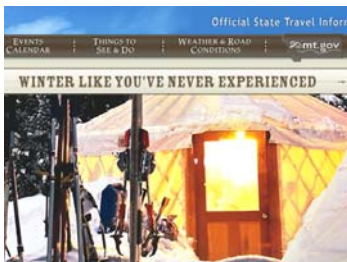 Official State Travel Infor
EVENTS CALENDAR
THINGS TO SEE & DO
WEATHER & ROAD CONDITIONS
mt.gov
WINTER LIKE YOU'VE NEVER EXPERIENCED